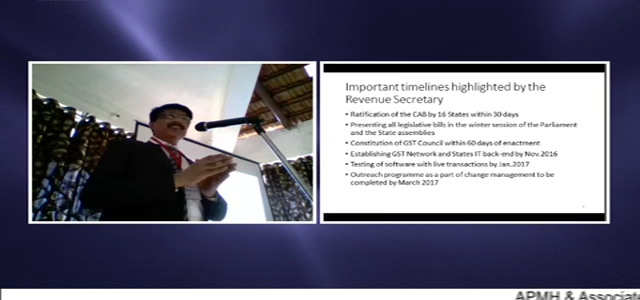 Important timelines highlighted by the
Revenue Secretary
• Ratification of the CAB by 16 States within 30 days
• Presenting all legislative bills in the winter session of the Parliament
and the State assemblies
• Constitution of GST Council within 60 days of enactment
• Establishing GST Network and States IT back-end by Nov.2016
• Testing of software with live transactions by Jan.2017
• Outreach programme as a part of change management to be
completed by March 2017
APMH & Associate